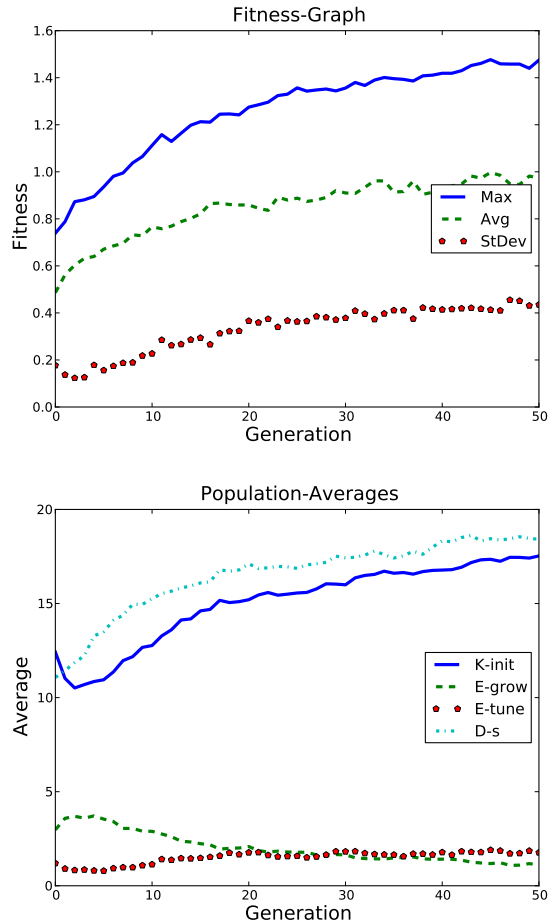 Fitness-Graph
1.6
1.4
1.2
1.0
0.8
0.6
0.4
0.2
0.0
Fitness
Max
Avg
StDev
0 10 20 30 40 50
Generation
Population-Averages
20
15
10
5
0
Average
K-init
E-grow
E-tune
D-s
0 10 20 30 40 50
Generation